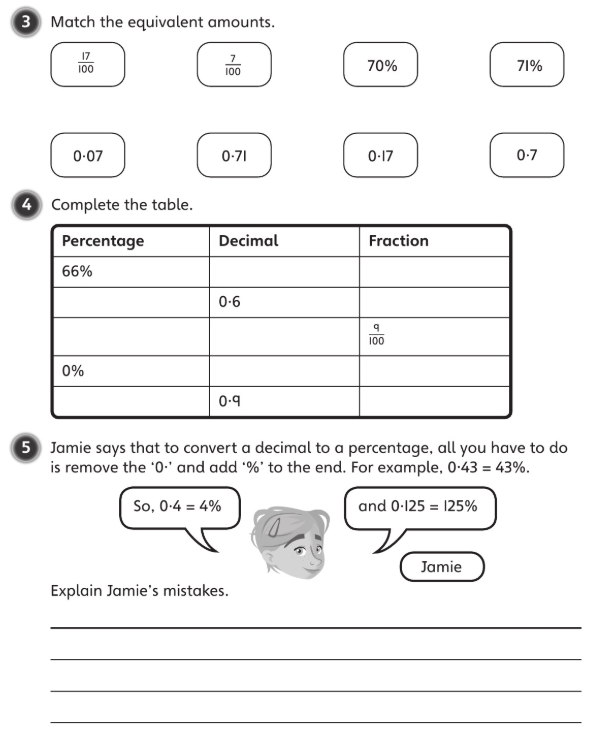 3 Match the equivalent amounts.
17/100 7/100 70% 71%
0·07 0·71 0·17 0·7
4 Complete the table.
Percentage Decimal Fraction
66%
0·6
9/100
0%
0·9
5 Jamie says that to convert a decimal to a percentage, all you have to do
is remove the ‘0·’ and add ‘%’ to the end. For example, 0·43 = 43%.
So, 0·4 = 4% and 0·125 = 125%
Jamie
Explain Jamie’s mistakes.